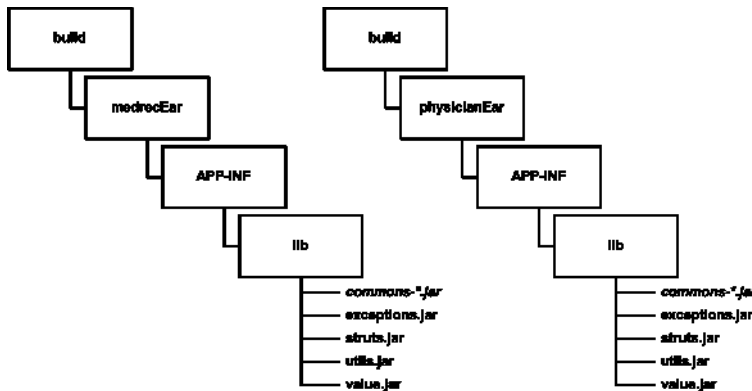 build
medrecEar
APP-INF
lib
commons-*.jar
exceptions.jar
struts.jar
utils.jar
value.jar
build
physicianEar
APP-INF
lib
commons-*.ja
exceptions.jar
struts.jar
utils.jar
value.jar